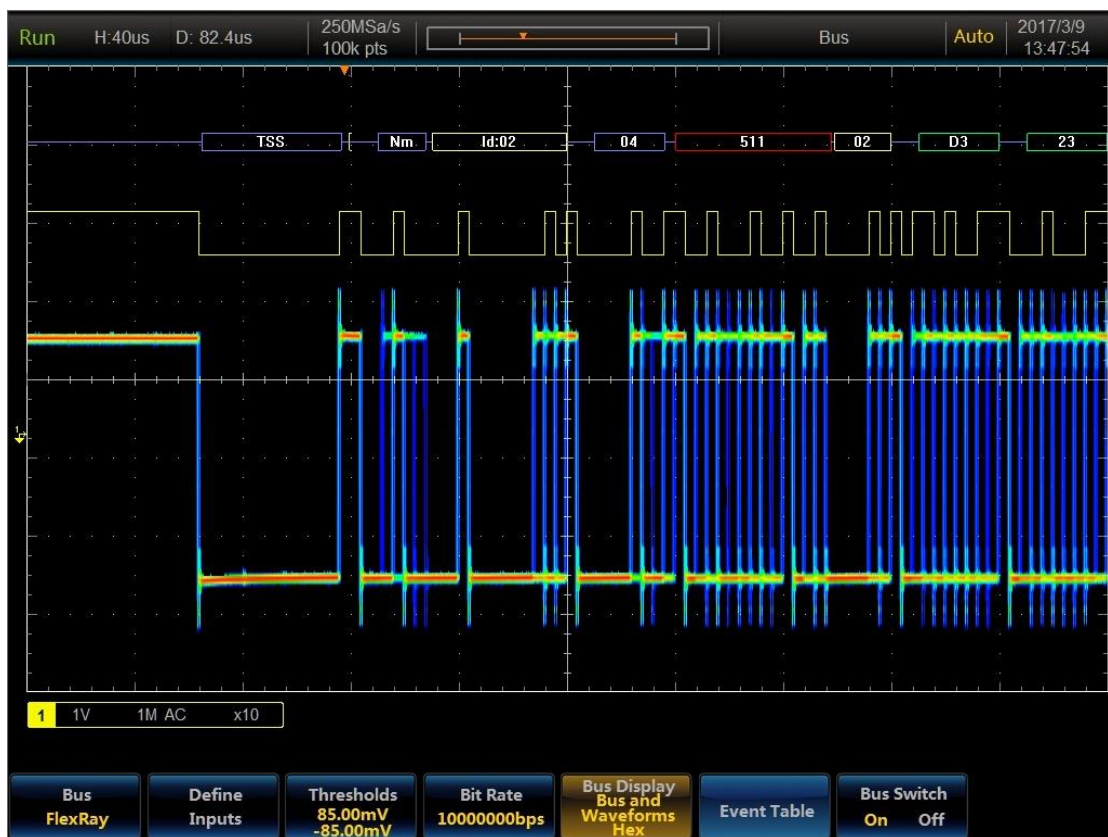 Run H:40us D: 82.4us 250MSa/s Bus Auto 2017/3/9
100k pts 13:47:54
TSS Nm Id:02 04 511 02 D3 23
1
1 1V 1M AC x10
Bus Define Thresholds Bit Rate Bus Display Event Table Bus Switch
FlexRay Inputs 85.00mV 10000000bps Bus and On Off
-85.00mV Waveforms
Hex